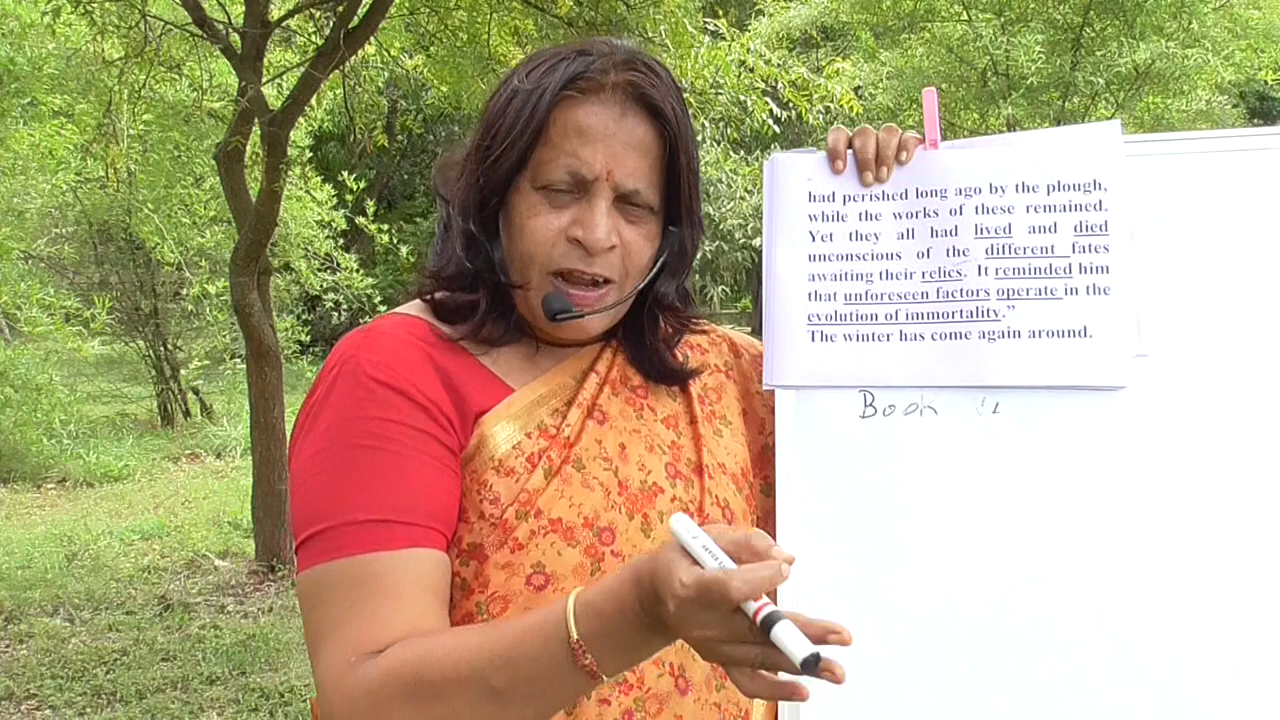 had perished long ago by the plough,
while the works of these remained.
Yet they all had lived and died
unconscious of the different fates
awaiting their relics. It reminded him
that unforeseen factors operate in the
evolution of immortality.”
The winter has come again around.
Book